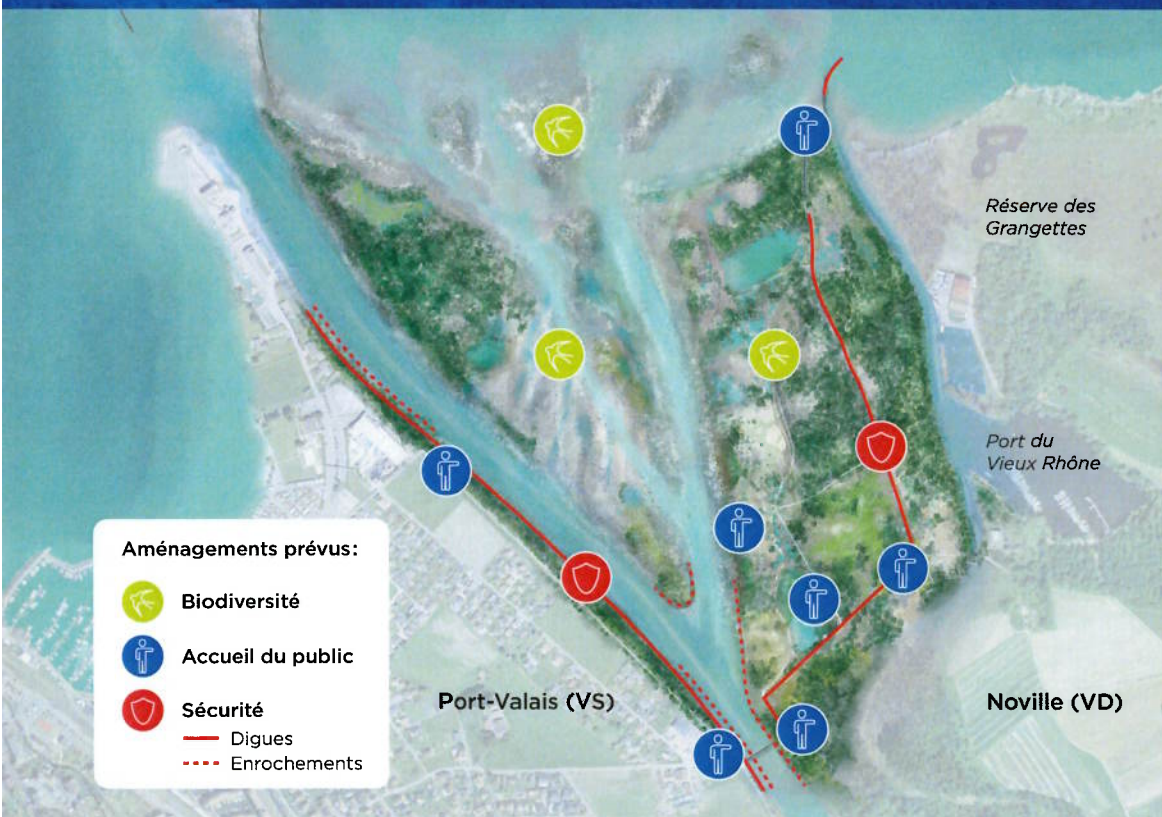 Réserve des
Grangettes
Port du
Vieux Rhône
Aménagements prévus:
Biodiversité
Accueil du public
Sécurité
Digues
Enrochements
Port-Valais (VS)
Noville (VD)